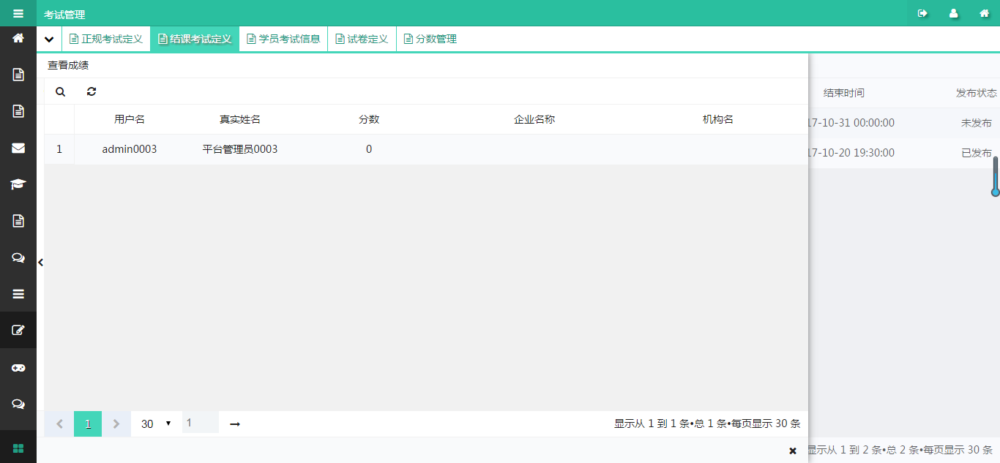 考试管理
正规考试定义 结课考试定义 学员考试信息 试卷定义 分数管理
查看成绩
用户名 真实姓名 分数 企业名称 机构名 结束时间 发布状态
17-10-31 00:00:00 未发布
1 admin0003 平台管理员0003 0 17-10-20 19:30:00 已发布
1 30 1 显示从 1 到 1 条•总 1 条•每页显示 30 条
显示从 1 到 2 条•总 2 条•每页显示 30 条